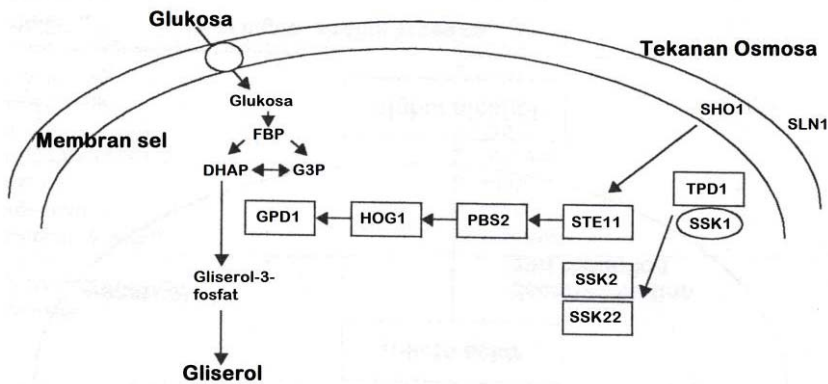 Glukosa
Tekanan Osmosa
Glukosa
SHO1
SLN1
Membran sel
FBP
DHAP
G3P
TPD1
GPD1
HOG1
PBS2
STE11
SSK1
Gliserol-3-
fosfat
SSK2
SSK22
Gliserol